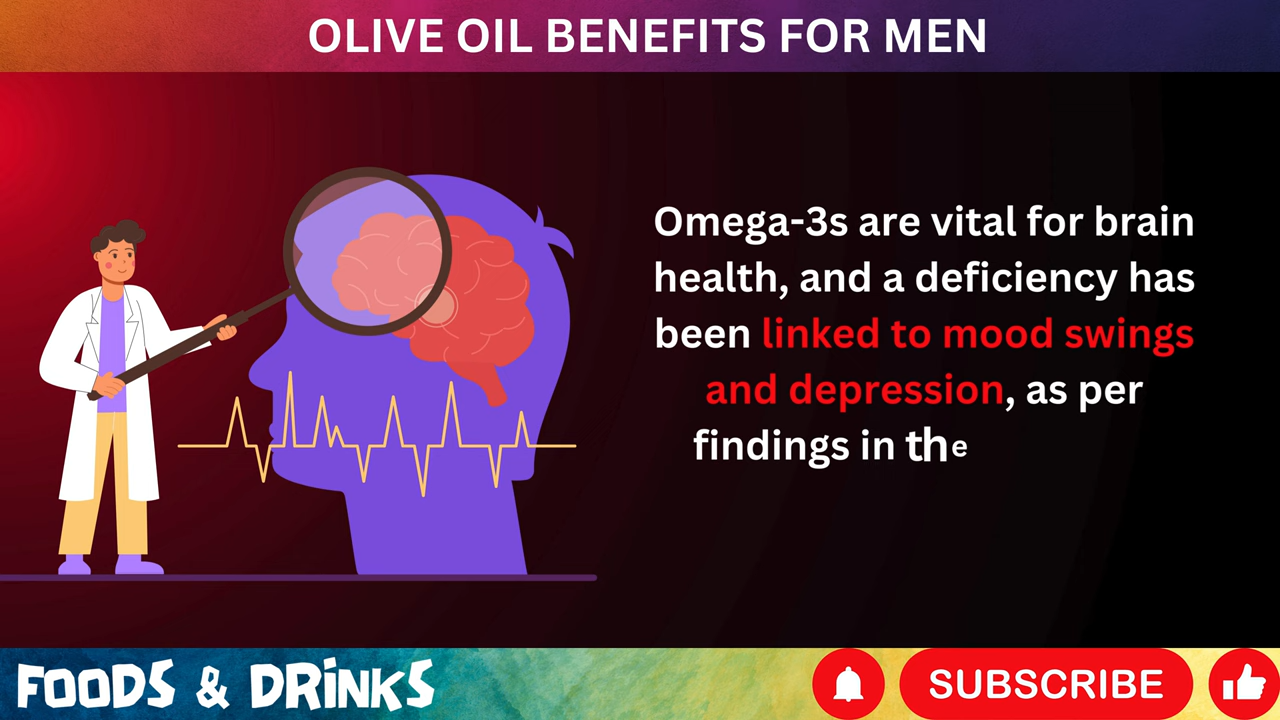 OLIVE OIL BENEFITS FOR MEN
Omega-3s are vital for brain
health, and a deficiency has
been linked to mood swings
and depression, as per
findings in the
FOODS & DRiNKS
SUBSCRIBE